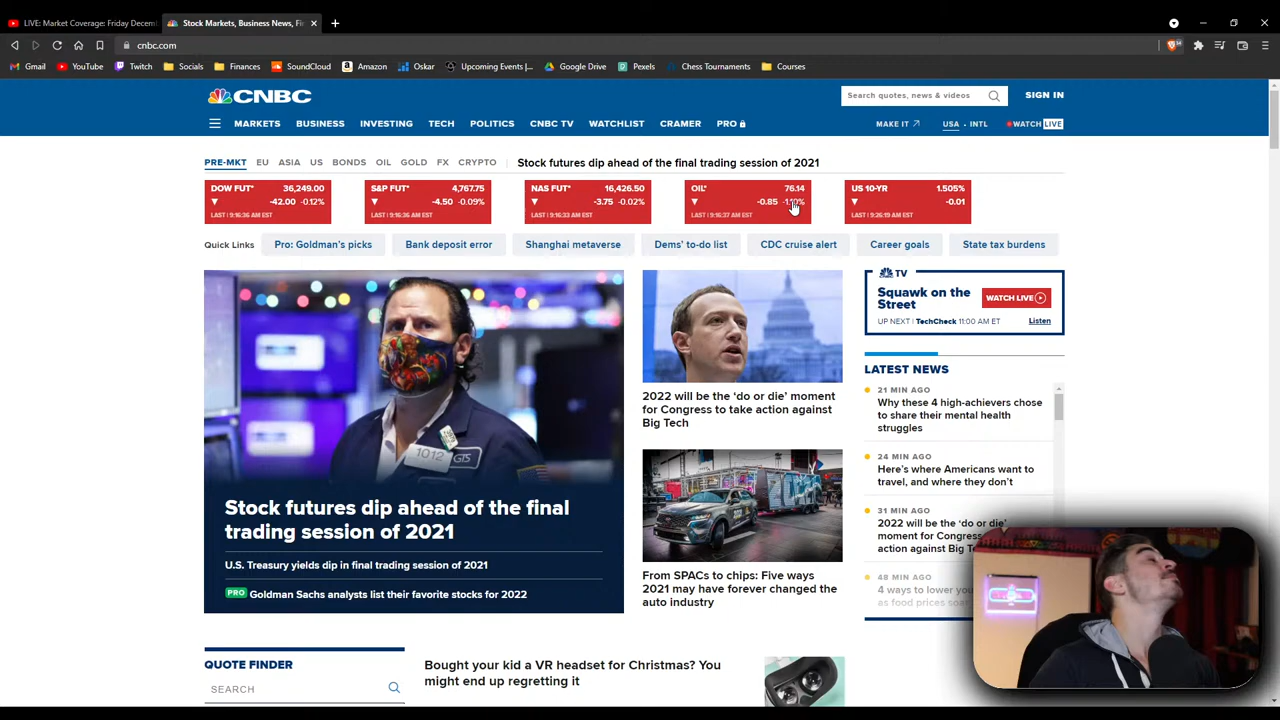 LIVE: Market Coverage: Friday Decem
Stock Markets, Business News, Fin
cnbc.com
Gmail
YouTube
Twitch
Socials
Finances
SoundCloud
Amazon
Oskar
Upcoming Events |...
Google Drive
Pexels
Chess Tournaments
Courses
CNBC
Search quotes, news & videos
SIGN IN
MARKETS
BUSINESS
INVESTING
TECH
POLITICS
CNBC TV
WATCHLIST
CRAMER
PRO
MAKE IT
USA • INTL
WATCH LIVE
PRE-MKT
EU
ASIA
US
BONDS
OIL
GOLD
FX
CRYPTO
Stock futures dip ahead of the final trading session of 2021
DOW FUT* 36,249.00
-42.00 -0.12%
LAST | 9:16:36 AM EST
S&P FUT* 4,767.75
-4.50 -0.09%
LAST | 9:16:36 AM EST
NAS FUT* 16,426.50
-3.75 -0.02%
LAST | 9:16:33 AM EST
OIL* 76.14
-0.85
LAST | 9:16:37 AM EST
US 10-YR 1.505%
-0.01
LAST | 9:26:19 AM EST
Quick Links
Pro: Goldman's picks
Bank deposit error
Shanghai metaverse
Dems' to-do list
CDC cruise alert
Career goals
State tax burdens
1012
GTS
Stock futures dip ahead of the final
trading session of 2021
U.S. Treasury yields dip in final trading session of 2021
PRO Goldman Sachs analysts list their favorite stocks for 2022
2022 will be the 'do or die' moment
for Congress to take action against
Big Tech
From SPACs to chips: Five ways
2021 may have forever changed the
auto industry
TV
Squawk on the
Street
WATCH LIVE
UP NEXT | TechCheck 11:00 AM ET
Listen
LATEST NEWS
21 MIN AGO
Why these 4 high-achievers chose
to share their mental health
struggles
24 MIN AGO
Here's where Americans want to
travel, and where they don't
31 MIN AGO
2022 will be the 'do or die'
moment for Congress
action against Big Te
48 MIN AGO
4 ways to lower you
as food prices soar
QUOTE FINDER
SEARCH
Bought your kid a VR headset for Christmas? You
might end up regretting it